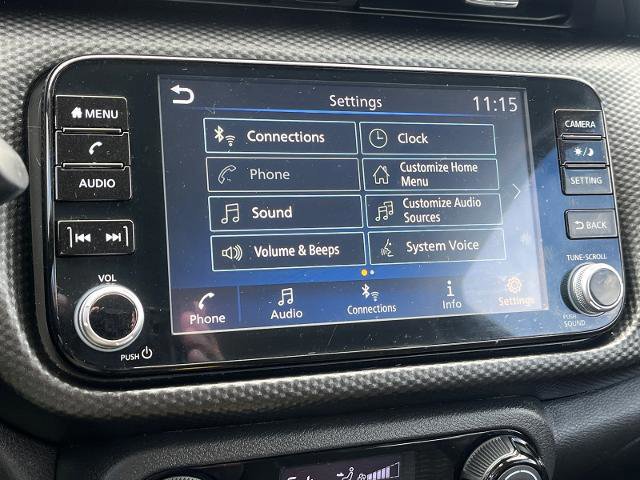 MENU
AUDIO
VOL
PUSH
Settings
11:15
Connections
Clock
Phone
Customize Home
Menu
Sound
Customize Audio
Sources
Volume & Beeps
System Voice
Phone
Audio
Connections
Info
Settings
CAMERA
SETTING
BACK
TUNE-SCROLL
PUSH
SOUND